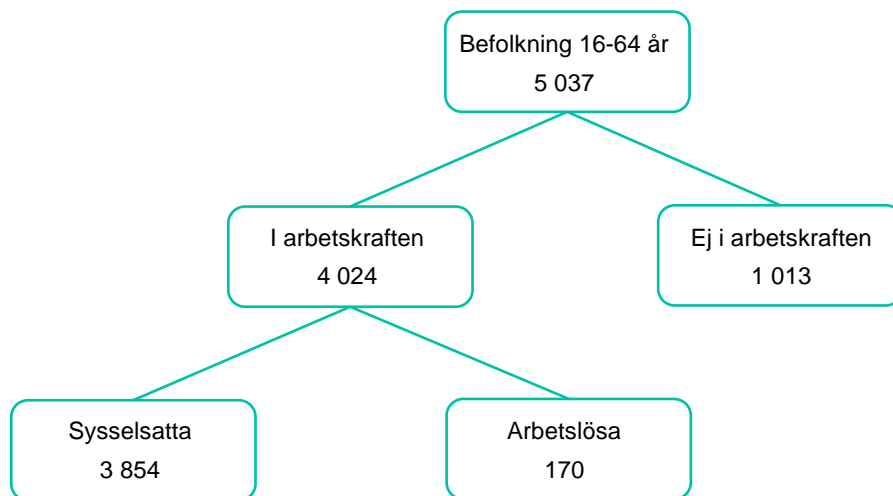 Befolkning 16-64 år
5 037
I arbetskraften
4 024
Ej i arbetskraften
1 013
Sysselsatta
3 854
Arbetslösa
170